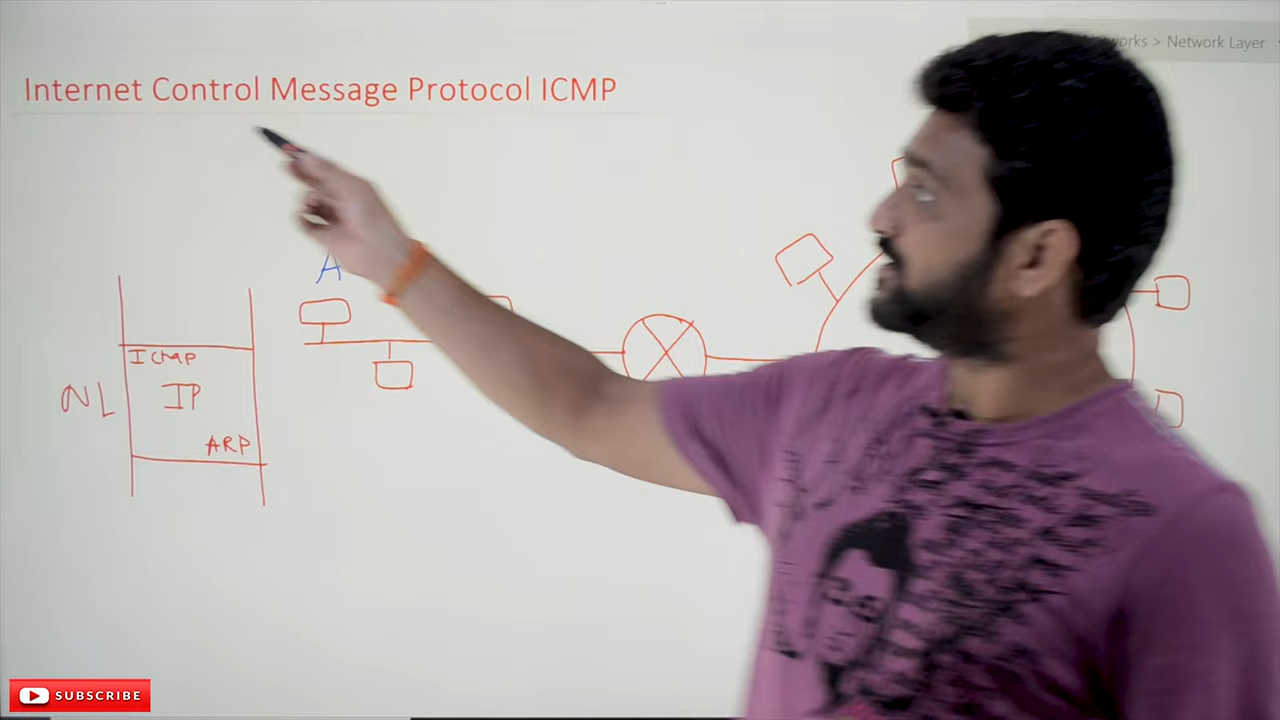 Networks > Network Layer
Internet Control Message Protocol ICMP
A
ICMP
NL
IP
ARP
SUBSCRIBE